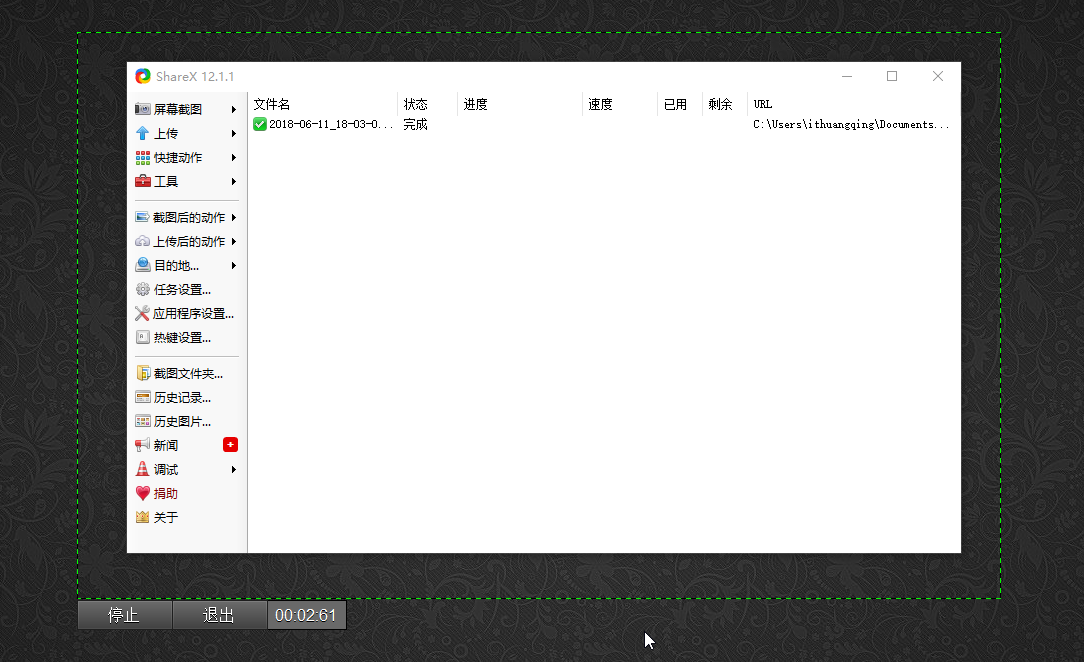 ShareX 12.1.1
屏幕截图
上传
快捷动作
工具
截图后的动作
上传后的动作
目的地...
任务设置...
应用程序设置...
热键设置...
截图文件夹...
历史记录...
历史图片...
新闻
调试
捐助
关于
文件名 状态 进度 速度 已用 剩余 URL
2018-06-11_18-03-0... 完成 C:\Users\ithuangqing\Documents...
停止 退出 00:02:61